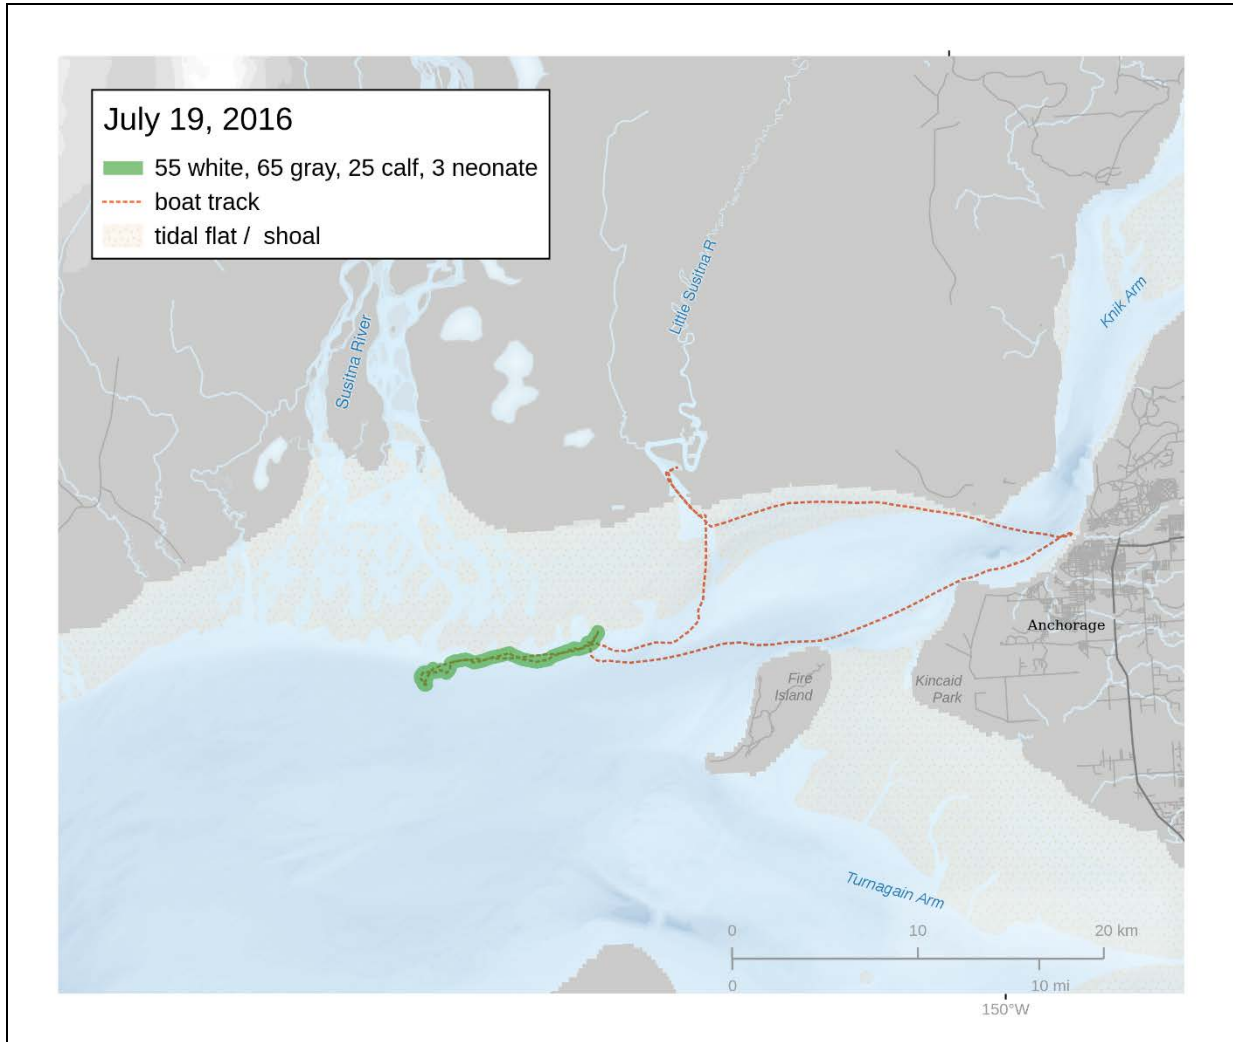 July 19, 2016
55 white, 65 gray, 25 calf, 3 neonate
boat track
tidal flat /  shoal
Susitna River
Little Susitna R
Knik Arm
Anchorage
Fire
Island
Kincaid
Park
Turnagain Arm
0 10 20 km
0 10 mi
150°W